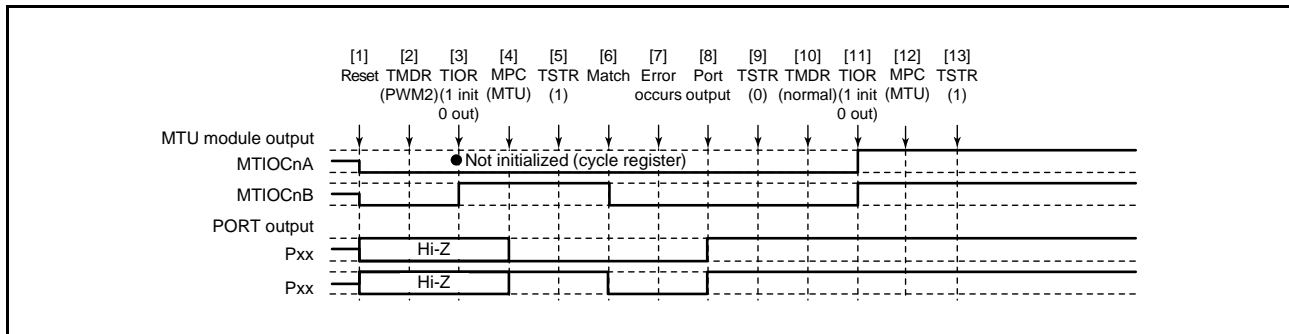 [1] [2] [3] [4] [5] [6] [7] [8] [9] [10] [11] [12] [13]
Reset TMDR TIOR MPC TSTR Match Error Port TSTR TMDR TIOR MPC TSTR
(PWM2) (1 init (MTU) (1) occurs output (0) (normal) (1 init (MTU) (1)
0 out) 0 out)
MTU module output
MTIOCnA ● Not initialized (cycle register)
MTIOCnB
PORT output
Pxx Hi-Z
Pxx Hi-Z